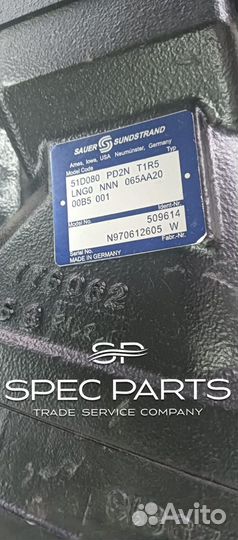 SAUER SUNDSTRAND
Ames, Iowa, USA Neumünster, Germany
Model Code Typ
51D080 PD2N T1R5
LNG0 NNN 065AA20
00B5 001
Model No. Ident-Nr.
509614
N970612605 W
Serial No. Fabr.-Nr.
MADE IN GERMANY
SP
SPEC PARTS
TRADE SERVICE COMPANY
Avito